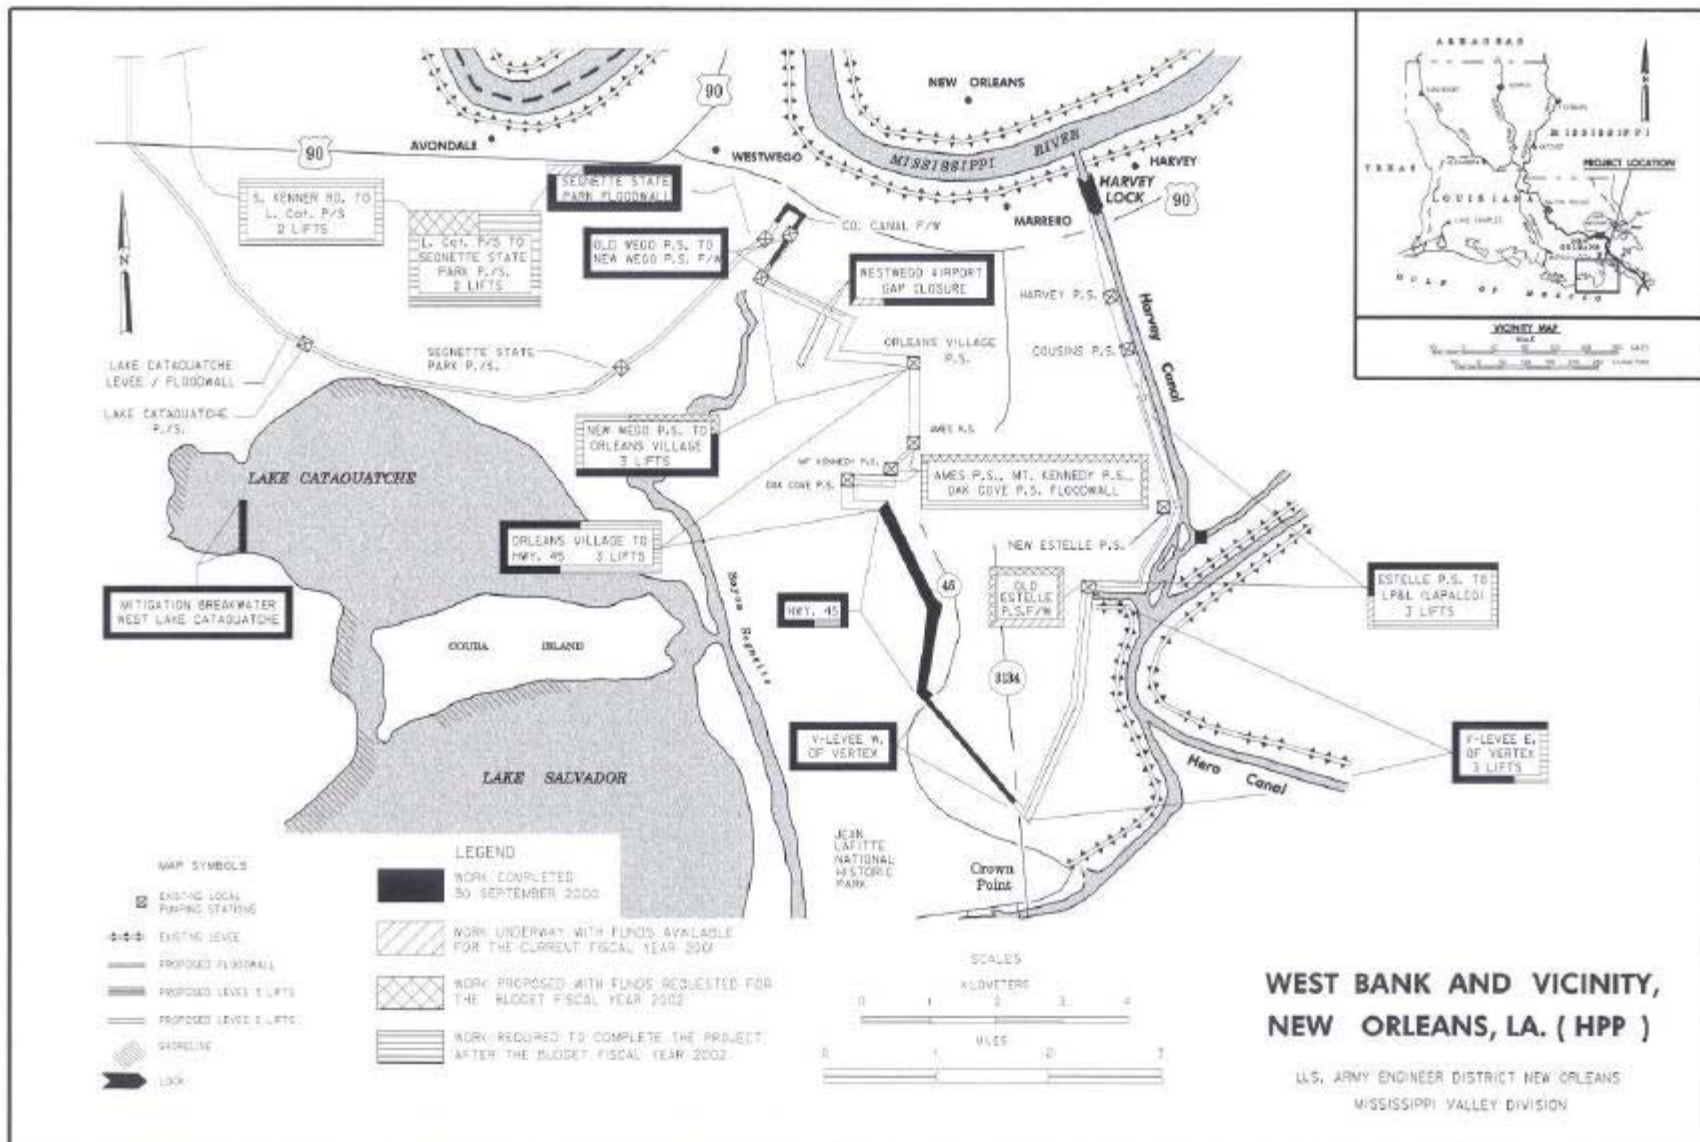 90
NEW ORLEANS
AVONDALE
90
WESTWEGO
MISSISSIPPI RIVER
HARVEY
HARVEY
LOCK
90
MARRERO
S. KENNER RD. TO
L. Cat. P/S
2 LIFTS
L. Cat. P/S TO
SEGNETTE STATE
PARK P./S.
2 LIFTS
SEGNETTE STATE
PARK FLOODWALL
OLD WEGO P.S. TO
NEW WEGO P.S. F/W
CO. CANAL F/W
WESTWEGO AIRPORT
GAP CLOSURE
HARVEY P.S.
COUSINS P.S.
Harvey Canal
N
LAKE CATAOUATCHE
LEVEE / FLOODWALL
LAKE CATAOUATCHE
P./S.
SEGNETTE STATE
PARK P./S.
ORLEANS VILLAGE
P.S.
NEW WEGO P.S. TO
ORLEANS VILLAGE
3 LIFTS
AMES P.S.
MT KENNEDY P.S.
OAK COVE P.S.
AMES P.S., MT. KENNEDY P.S.,
OAK COVE P.S. FLOODWALL
LAKE CATAOUATCHE
ORLEANS VILLAGE TO
HWY. 45 3 LIFTS
NEW ESTELLE P.S.
MITIGATION BREAKWATER
WEST LAKE CATAOUATCHE
Bayou Segnette
HWY. 45
45
OLD
ESTELLE
P.S.F/W
ESTELLE P.S. TO
LP&L (LAPALCO)
3 LIFTS
COUBA ISLAND
3134
V-LEVEE W.
OF VERTEX
V-LEVEE E.
OF VERTEX
3 LIFTS
LAKE SALVADOR
Hero Canal
JEAN
LAFITTE
NATIONAL
HISTORIC
PARK
Crown
Point
ARKANSAS
MISSISSIPPI
TEXAS
PROJECT LOCATION
LOUISIANA
GULF OF MEXICO
VICINITY MAP
SCALE
MILES
MAP SYMBOLS
EXISTING LOCAL
PUMPING STATIONS
EXISTING LEVEE
PROPOSED FLOODWALL
PROPOSED LEVEE 3 LIFTS
PROPOSED LEVEE 2 LIFTS
SHORELINE
LOCK
LEGEND
WORK COMPLETED
30 SEPTEMBER 2000
WORK UNDERWAY WITH FUNDS AVAILABLE
FOR THE CURRENT FISCAL YEAR 2001
WORK PROPOSED WITH FUNDS REQUESTED FOR
THE BUDGET FISCAL YEAR 2002
WORK REQUIRED TO COMPLETE THE PROJECT
AFTER THE BUDGET FISCAL YEAR 2002
SCALES
KILOMETERS
0 1 2 3 4
MILES
0 1 2 3
WEST BANK AND VICINITY,
NEW ORLEANS, LA. ( HPP )
U.S. ARMY ENGINEER DISTRICT NEW ORLEANS
MISSISSIPPI VALLEY DIVISION